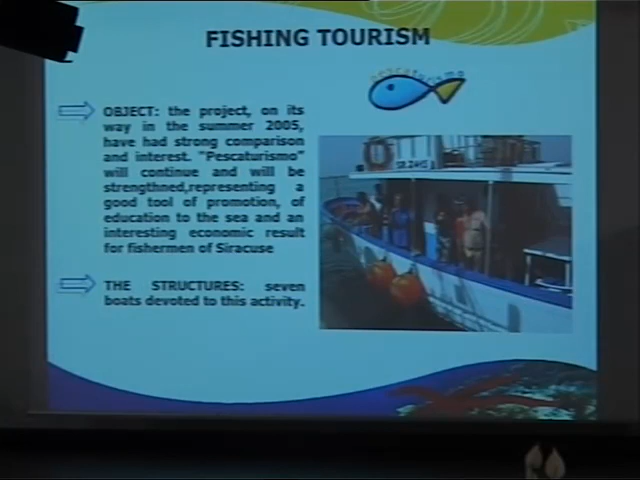 FISHING TOURISM
pescaturismo
OBJECT: the project, on its
way in the summer 2005,
have had strong comparison
and interest. "Pescaturismo"
will continue and will be
strengthned,representing a
good tool of promotion, of
education to the sea and an
interesting economic result
for fishermen of Siracuse
THE STRUCTURES: seven
boats devoted to this activity.